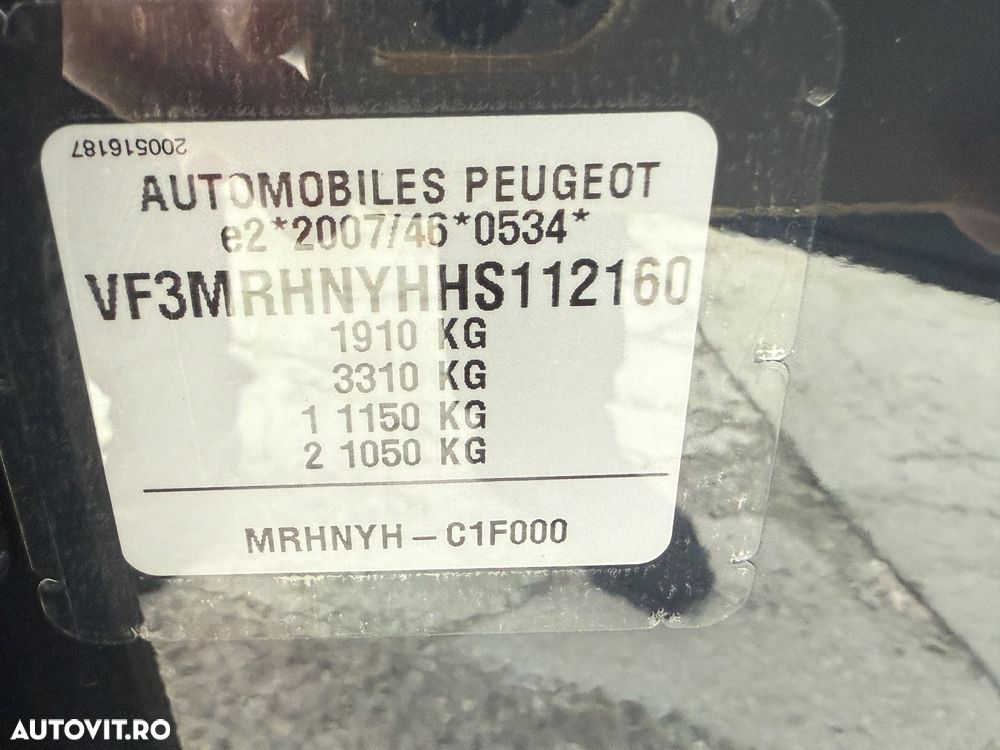 200516187
AUTOMOBILES PEUGEOT
e2*2007/46*0534*
VF3MRHNYHHS112160
1910 KG
3310 KG
1 1150 KG
2 1050 KG
MRHNYH – C1F000
AUTOVIT.RO